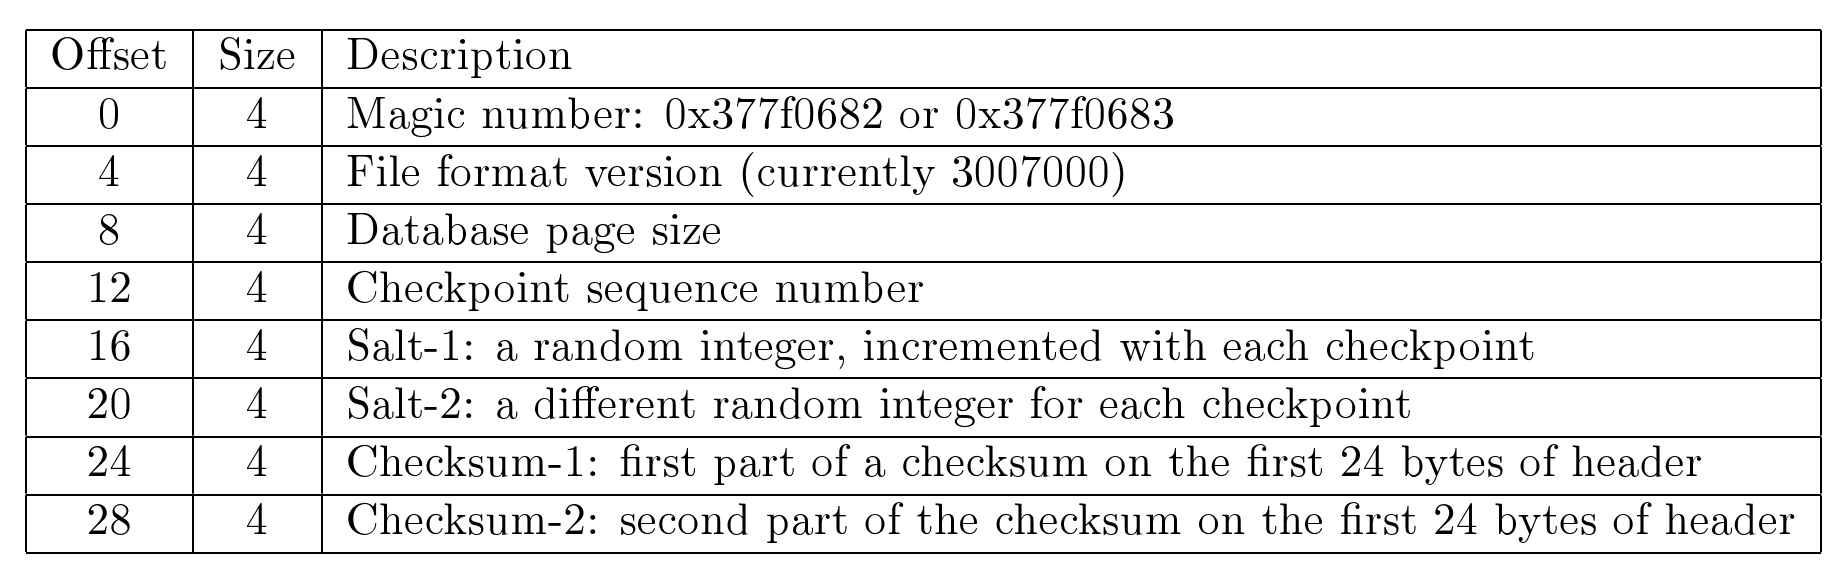 Offset Size Description
0 4 Magic number: 0x377f0682 or 0x377f0683
4 4 File format version (currently 3007000)
8 4 Database page size
12 4 Checkpoint sequence number
16 4 Salt-1: a random integer, incremented with each checkpoint
20 4 Salt-2: a different random integer for each checkpoint
24 4 Checksum-1: first part of a checksum on the first 24 bytes of header
28 4 Checksum-2: second part of the checksum on the first 24 bytes of header